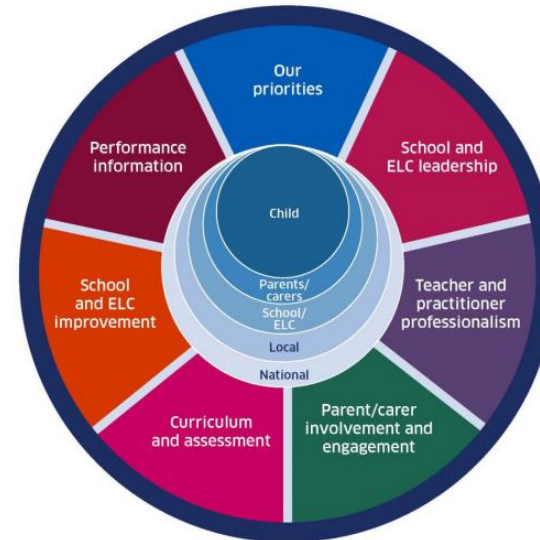 Our
priorities
School and
ELC leadership
Teacher and
practitioner
professionalism
Parent/carer
involvement and
engagement
Curriculum
and assessment
School
and ELC
improvement
Performance
information
Child
Parents/
carers
School/
ELC
Local
National